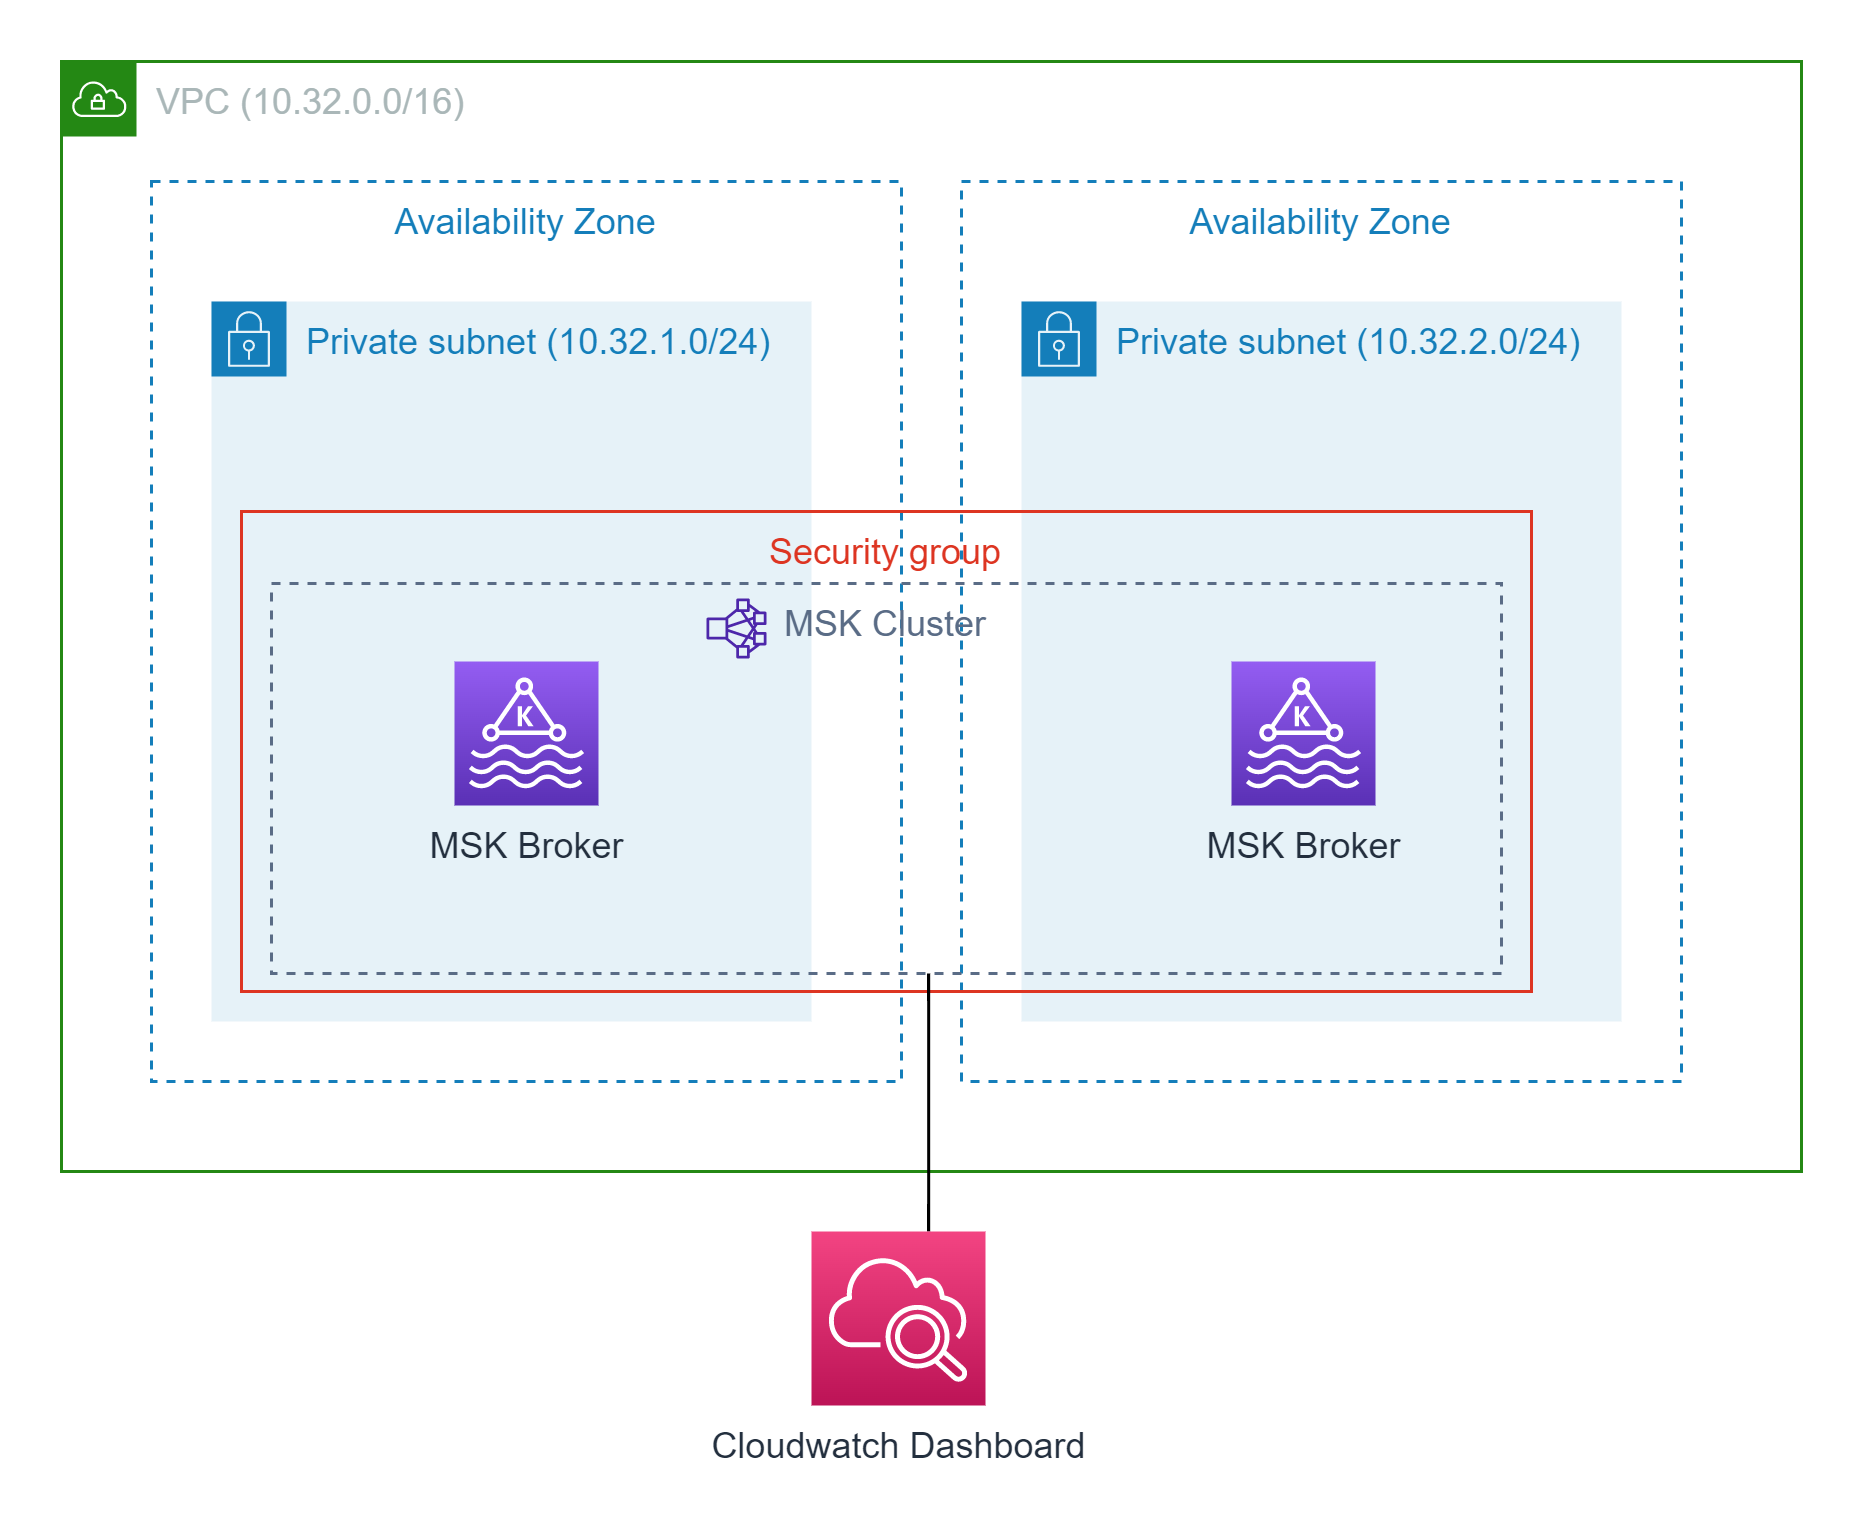 VPC (10.32.0.0/16)
Availability Zone
Availability Zone
Private subnet (10.32.1.0/24)
Private subnet (10.32.2.0/24)
Security group
MSK Cluster
K
K
MSK Broker
MSK Broker
Cloudwatch Dashboard